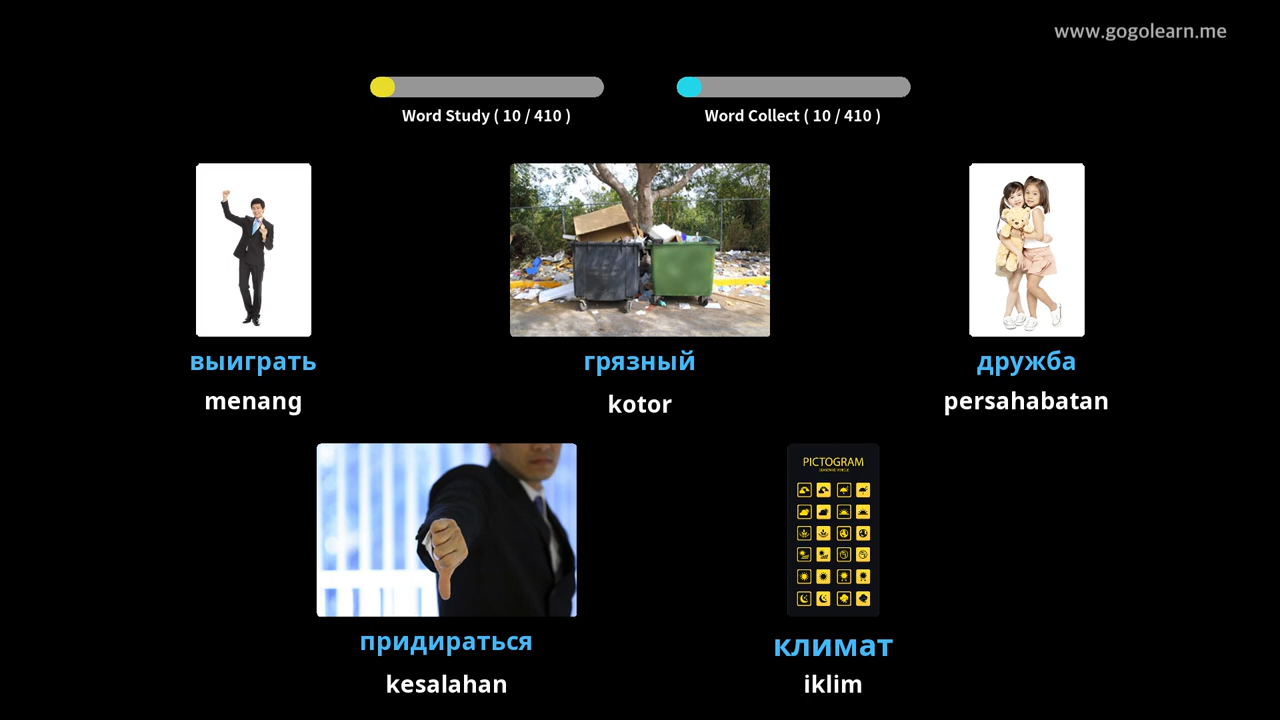 www.gogolearn.me
Word Study ( 10 / 410 )
Word Collect ( 10 / 410 )
выиграть
menang
грязный
kotor
дружба
persahabatan
PICTOGRAM
придираться
kesalahan
климат
iklim